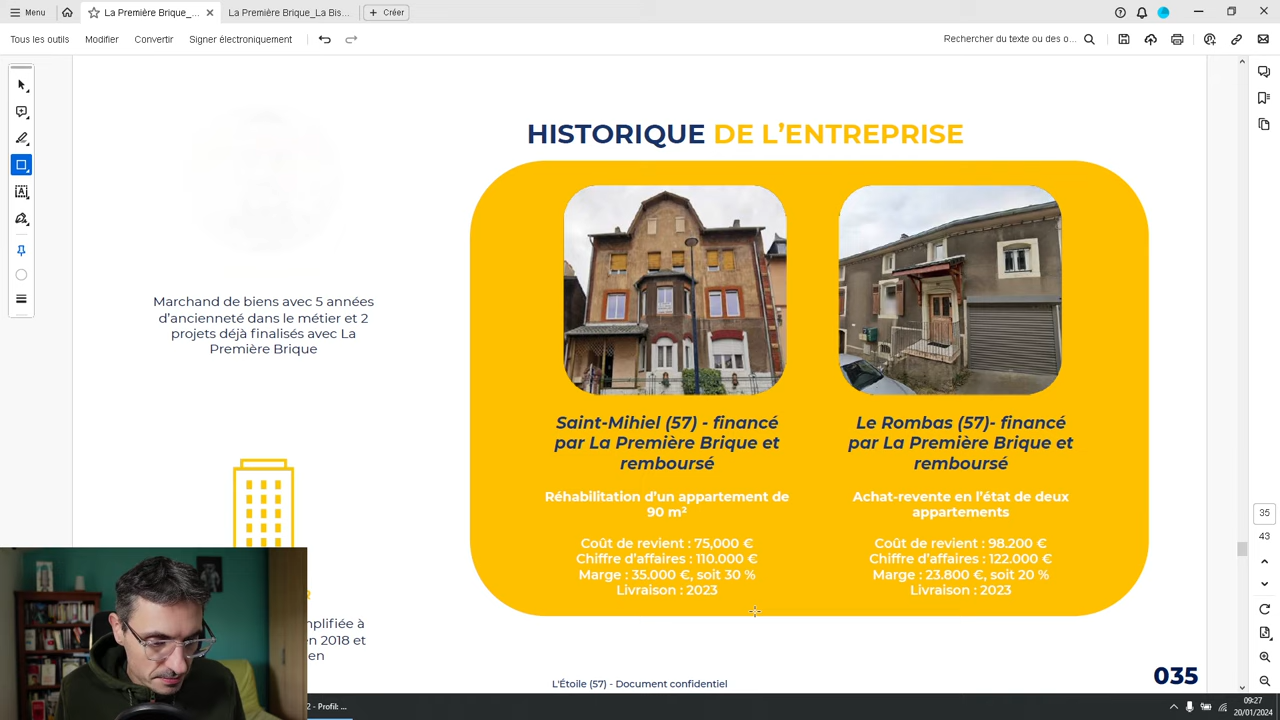 Menu
La Première Brique_...
La Première Brique_La Bis...
Créer
Tous les outils
Modifier
Convertir
Signer électroniquement
Rechercher du texte ou des o...
HISTORIQUE DE L'ENTREPRISE
Marchand de biens avec 5 années
d'ancienneté dans le métier et 2
projets déjà finalisés avec La
Première Brique
Saint-Mihiel (57) - financé
par La Première Brique et
remboursé
Réhabilitation d'un appartement de
90 m²
Coût de revient : 75,000 €
Chiffre d'affaires : 110.000 €
Marge : 35.000 €, soit 30 %
Livraison : 2023
Le Rombas (57)- financé
par La Première Brique et
remboursé
Achat-revente en l'état de deux
appartements
Coût de revient : 98.200 €
Chiffre d'affaires : 122.000 €
Marge : 23.800 €, soit 20 %
Livraison : 2023
R
mplifiée à
en 2018 et
en
35
43
L'Étoile (57) - Document confidentiel
035
2 - Profil: ...
09:27
20/01/2024